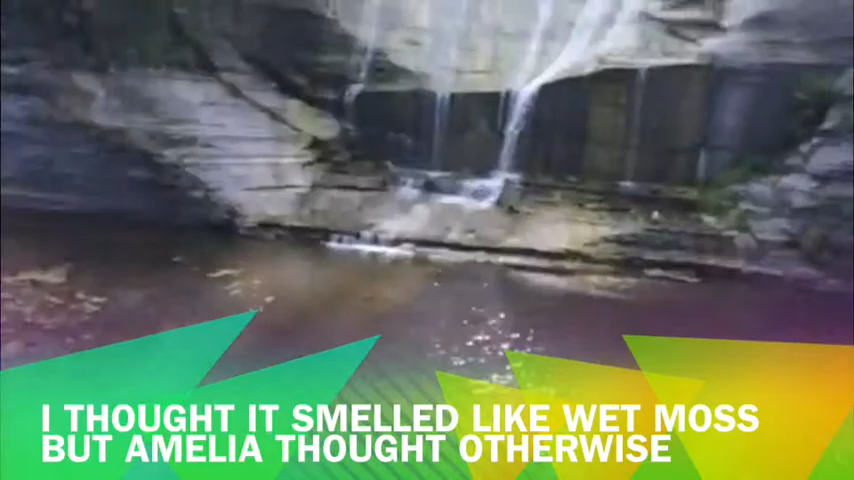 I THOUGHT IT SMELLED LIKE WET MOSS
BUT AMELIA THOUGHT OTHERWISE